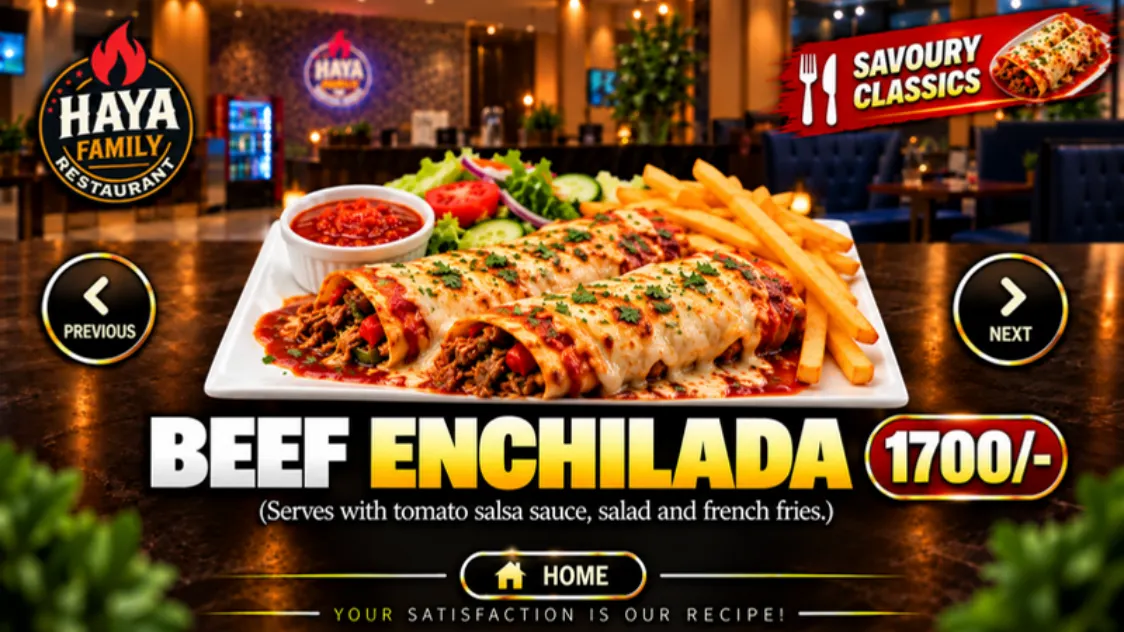 HAYA
FAMILY
RESTAURANT
HAYA
SAVOURY
CLASSICS
PREVIOUS
NEXT
BEEF ENCHILADA 1700/-
(Serves with tomato salsa sauce, salad and french fries.)
HOME
YOUR SATISFACTION IS OUR RECIPE!